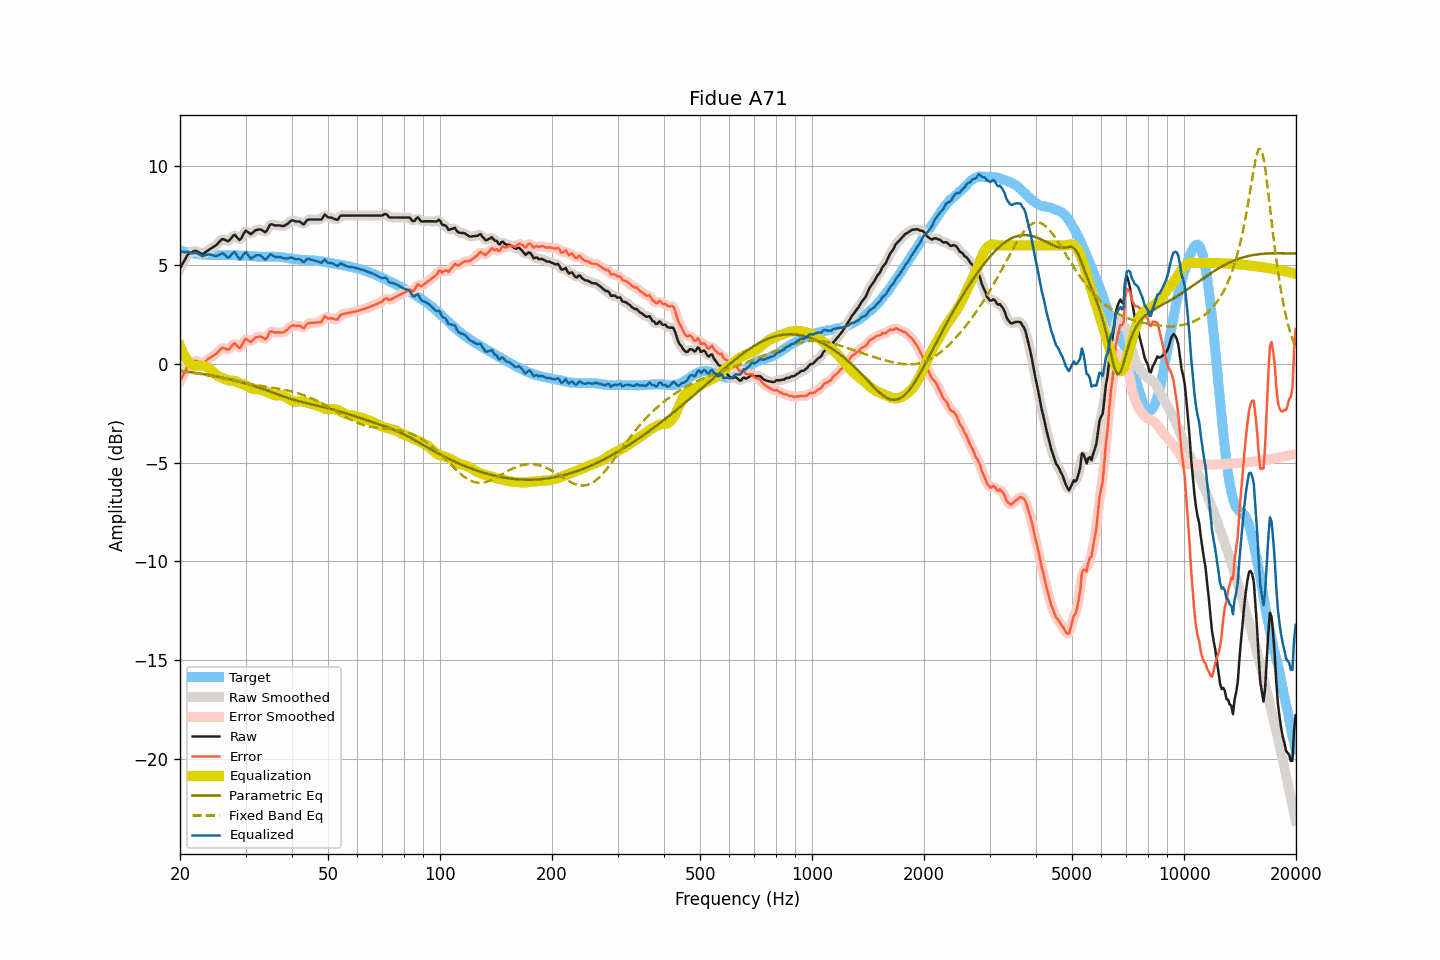 Fidue A71
Amplitude (dBr)
10
5
0
−5
−10
−15
−20
Target
Raw Smoothed
Error Smoothed
Raw
Error
Equalization
Parametric Eq
Fixed Band Eq
Equalized
20 50 100 200 500 1000 2000 5000 10000 20000
Frequency (Hz)